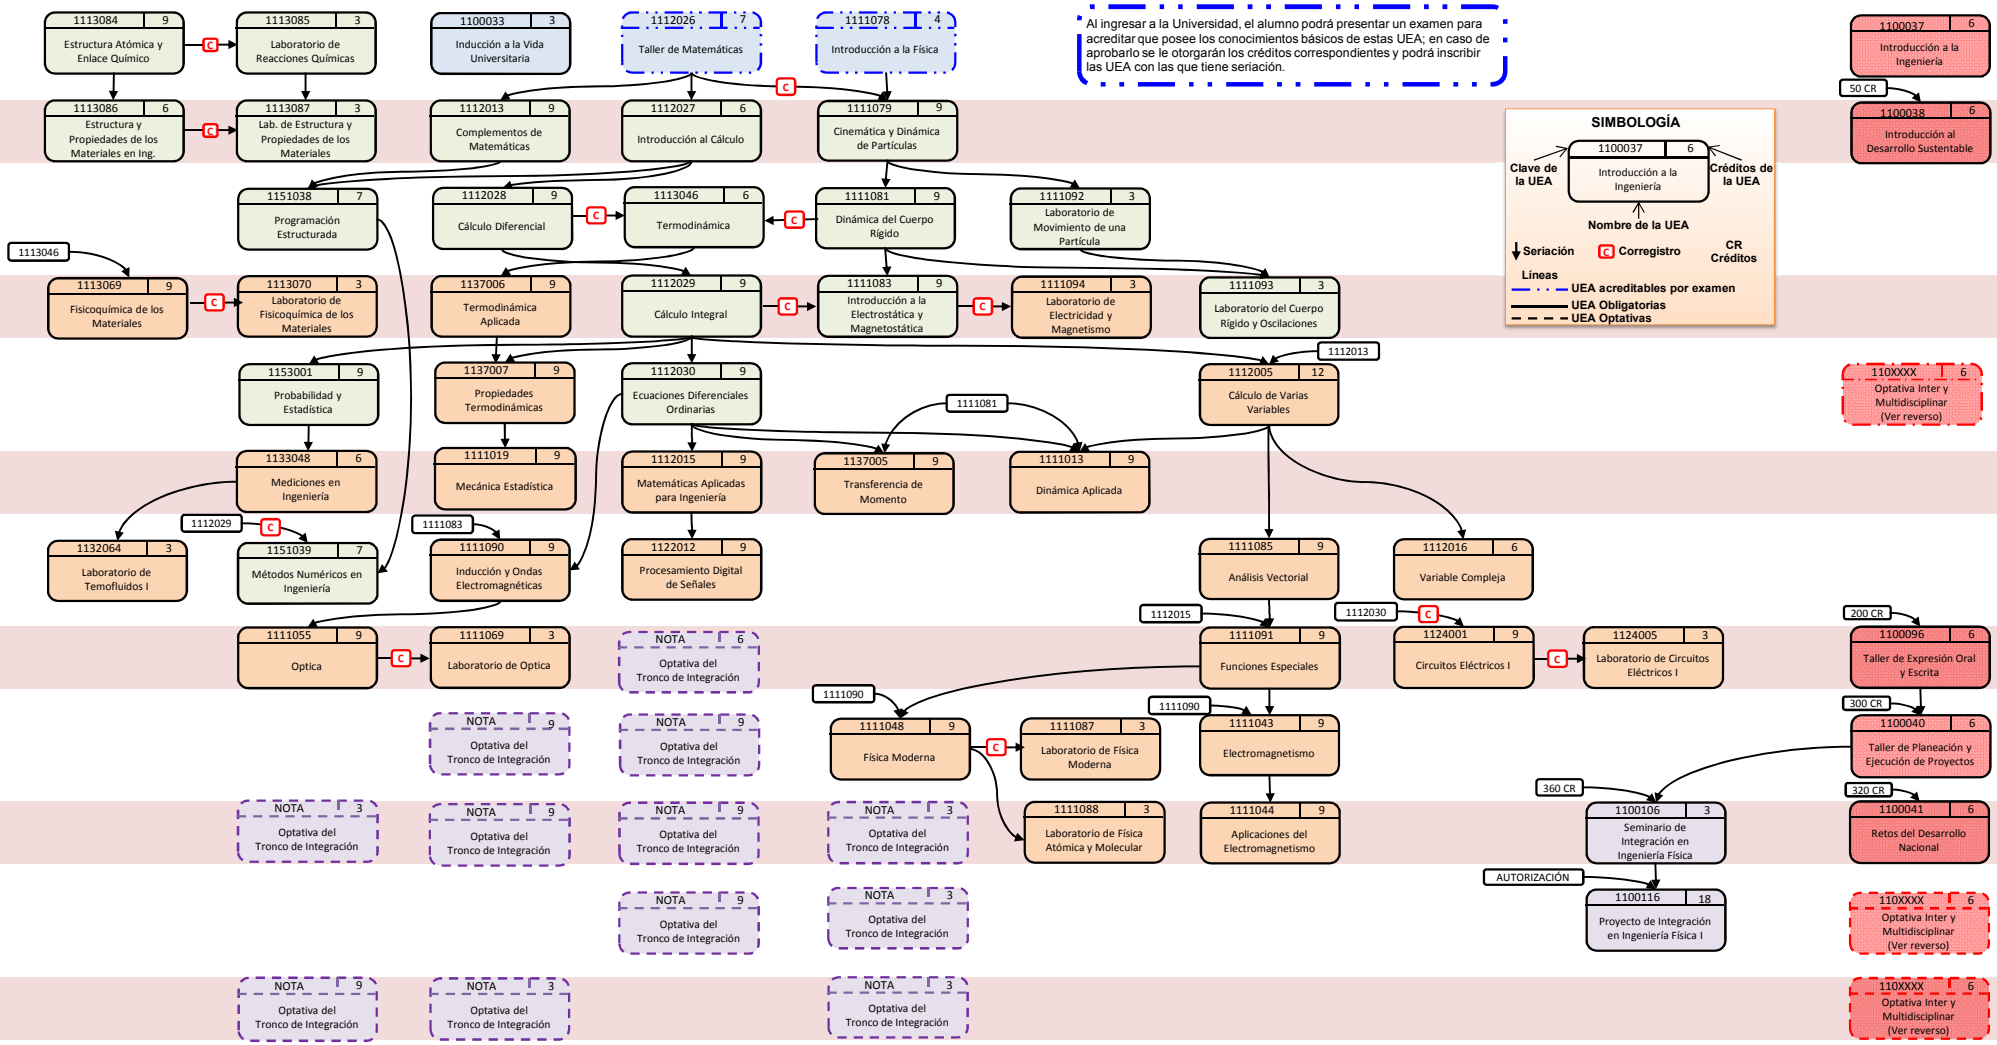 1113084 9
Estructura Atómica y
Enlace Químico
C
1113085 3
Laboratorio de
Reacciones Químicas
1100033 3
Inducción a la Vida
Universitaria
1112026 7
Taller de Matemáticas
1111078 4
Introducción a la Física
C
Al ingresar a la Universidad, el alumno podrá presentar un examen para
acreditar que posee los conocimientos básicos de estas UEA; en caso de
aprobarlo se le otorgarán los créditos correspondientes y podrá inscribir
las UEA con las que tiene seriación.
1100037 6
Introducción a la
Ingeniería
50 CR
1113086 6
Estructura y
Propiedades de los
Materiales en Ing.
C
1113087 3
Lab. de Estructura y
Propiedades de los
Materiales
1112013 9
Complementos de
Matemáticas
1112027 6
Introducción al Cálculo
1111079 9
Cinemática y Dinámica
de Partículas
1100038 6
Introducción al
Desarrollo Sustentable
SIMBOLOGÍA
1100037 6
Introducción a la
Ingeniería
Clave de
la UEA
Créditos de
la UEA
Nombre de la UEA
Seriación
C Corregistro
CR
Créditos
Líneas
UEA acreditables por examen
UEA Obligatorias
UEA Optativas
1151038 7
Programación
Estructurada
1112028 9
Cálculo Diferencial
C
1113046 6
Termodinámica
C
1111081 9
Dinámica del Cuerpo
Rígido
1111092 3
Laboratorio de
Movimiento de una
Partícula
1113046
1113069 9
Fisicoquímica de los
Materiales
C
1113070 3
Laboratorio de
Fisicoquímica de los
Materiales
1137006 9
Termodinámica
Aplicada
1112029 9
Cálculo Integral
C
1111083 9
Introducción a la
Electrostática y
Magnetostática
C
1111094 3
Laboratorio de
Electricidad y
Magnetismo
1111093 3
Laboratorio del Cuerpo
Rígido y Oscilaciones
1112013
1153001 9
Probabilidad y
Estadística
1137007 9
Propiedades
Termodinámicas
1112030 9
Ecuaciones Diferenciales
Ordinarias
1111081
1112005 12
Cálculo de Varias
Variables
110XXXX 6
Optativa Inter y
Multidisciplinar
(Ver reverso)
1133048 6
Mediciones en
Ingeniería
1111019 9
Mecánica Estadística
1112015 9
Matemáticas Aplicadas
para Ingeniería
1137005 9
Transferencia de
Momento
1111013 9
Dinámica Aplicada
1112029
C
1111083
1132064 3
Laboratorio de
Temofluidos I
1151039 7
Métodos Numéricos en
Ingeniería
1111090 9
Inducción y Ondas
Electromagnéticas
1122012 9
Procesamiento Digital
de Señales
1111085 9
Análisis Vectorial
1112016 6
Variable Compleja
1112015
1112030
C
200 CR
1111055 9
Optica
C
1111069 3
Laboratorio de Optica
NOTA 6
Optativa del
Tronco de Integración
1111091 9
Funciones Especiales
1124001 9
Circuitos Eléctricos I
C
1124005 3
Laboratorio de Circuitos
Eléctricos I
1100096 6
Taller de Expresión Oral
y Escrita
1111090
1111090
300 CR
NOTA 9
Optativa del
Tronco de Integración
NOTA 9
Optativa del
Tronco de Integración
1111048 9
Física Moderna
C
1111087 3
Laboratorio de Física
Moderna
1111043 9
Electromagnetismo
1100040 6
Taller de Planeación y
Ejecución de Proyectos
360 CR
320 CR
NOTA 3
Optativa del
Tronco de Integración
NOTA 9
Optativa del
Tronco de Integración
NOTA 9
Optativa del
Tronco de Integración
NOTA 3
Optativa del
Tronco de Integración
1111088 3
Laboratorio de Física
Atómica y Molecular
1111044 9
Aplicaciones del
Electromagnetismo
1100106 3
Seminario de
Integración en
Ingeniería Física
1100041 6
Retos del Desarrollo
Nacional
AUTORIZACIÓN
NOTA 9
Optativa del
Tronco de Integración
NOTA 3
Optativa del
Tronco de Integración
1100116 18
Proyecto de Integración
en Ingeniería Física I
110XXXX 6
Optativa Inter y
Multidisciplinar
(Ver reverso)
NOTA 9
Optativa del
Tronco de Integración
NOTA 3
Optativa del
Tronco de Integración
NOTA 3
Optativa del
Tronco de Integración
110XXXX 6
Optativa Inter y
Multidisciplinar
(Ver reverso)